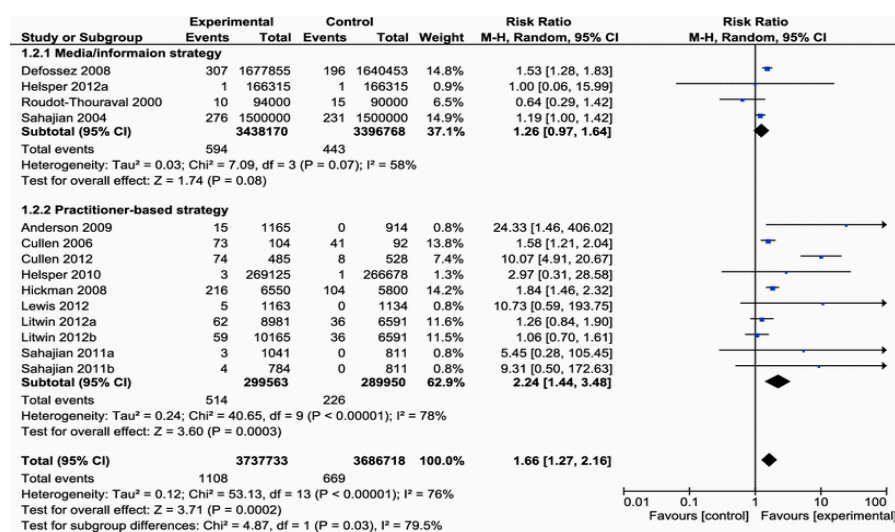 Experimental Control Risk Ratio Risk Ratio
Study or Subgroup Events Total Events Total Weight M-H, Random, 95% CI M-H, Random, 95% CI
1.2.1 Media/informaion strategy
Defossez 2008 307 1677855 196 1640453 14.8% 1.53 [1.28, 1.83]
Helsper 2012a 1 166315 1 166315 0.9% 1.00 [0.06, 15.99]
Roudot-Thouraval 2000 10 94000 15 90000 6.5% 0.64 [0.29, 1.42]
Sahajian 2004 276 1500000 231 1500000 14.9% 1.19 [1.00, 1.42]
Subtotal (95% CI) 3438170 3396768 37.1% 1.26 [0.97, 1.64]
Total events 594 443
Heterogeneity: Tau² = 0.03; Chi² = 7.09, df = 3 (P = 0.07); I² = 58%
Test for overall effect: Z = 1.74 (P = 0.08)
1.2.2 Practitioner-based strategy
Anderson 2009 15 1165 0 914 0.8% 24.33 [1.46, 406.02]
Cullen 2006 73 104 41 92 13.8% 1.58 [1.21, 2.04]
Cullen 2012 74 485 8 528 7.4% 10.07 [4.91, 20.67]
Helsper 2010 3 269125 1 266678 1.3% 2.97 [0.31, 28.58]
Hickman 2008 216 6550 104 5800 14.2% 1.84 [1.46, 2.32]
Lewis 2012 5 1163 0 1134 0.8% 10.73 [0.59, 193.75]
Litwin 2012a 62 8981 36 6591 11.6% 1.26 [0.84, 1.90]
Litwin 2012b 59 10165 36 6591 11.5% 1.06 [0.70, 1.61]
Sahajian 2011a 3 1041 0 811 0.8% 5.45 [0.28, 105.45]
Sahajian 2011b 4 784 0 811 0.8% 9.31 [0.50, 172.63]
Subtotal (95% CI) 299563 289950 62.9% 2.24 [1.44, 3.48]
Total events 514 226
Heterogeneity: Tau² = 0.24; Chi² = 40.65, df = 9 (P < 0.00001); I² = 78%
Test for overall effect: Z = 3.60 (P = 0.0003)
Total (95% CI) 3737733 3686718 100.0% 1.66 [1.27, 2.16]
Total events 1108 669
Heterogeneity: Tau² = 0.12; Chi² = 53.13, df = 13 (P < 0.00001); I² = 76%
Test for overall effect: Z = 3.71 (P = 0.0002)
Test for subgroup differences: Chi² = 4.87, df = 1 (P = 0.03), I² = 79.5%
0.01 0.1 1 10 100
Favours [control] Favours [experimental]